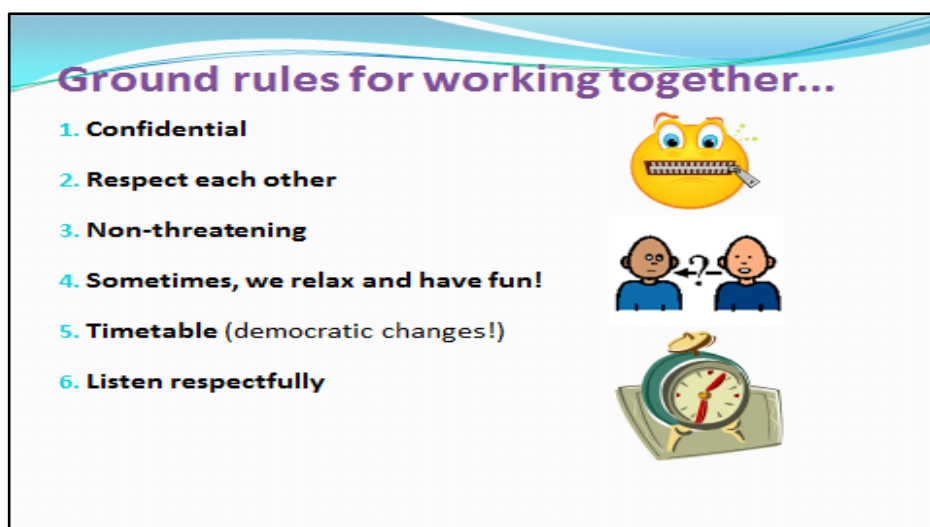 Ground rules for working together...
1. Confidential
2. Respect each other
3. Non-threatening
4. Sometimes, we relax and have fun!
5. Timetable (democratic changes!)
6. Listen respectfully
?